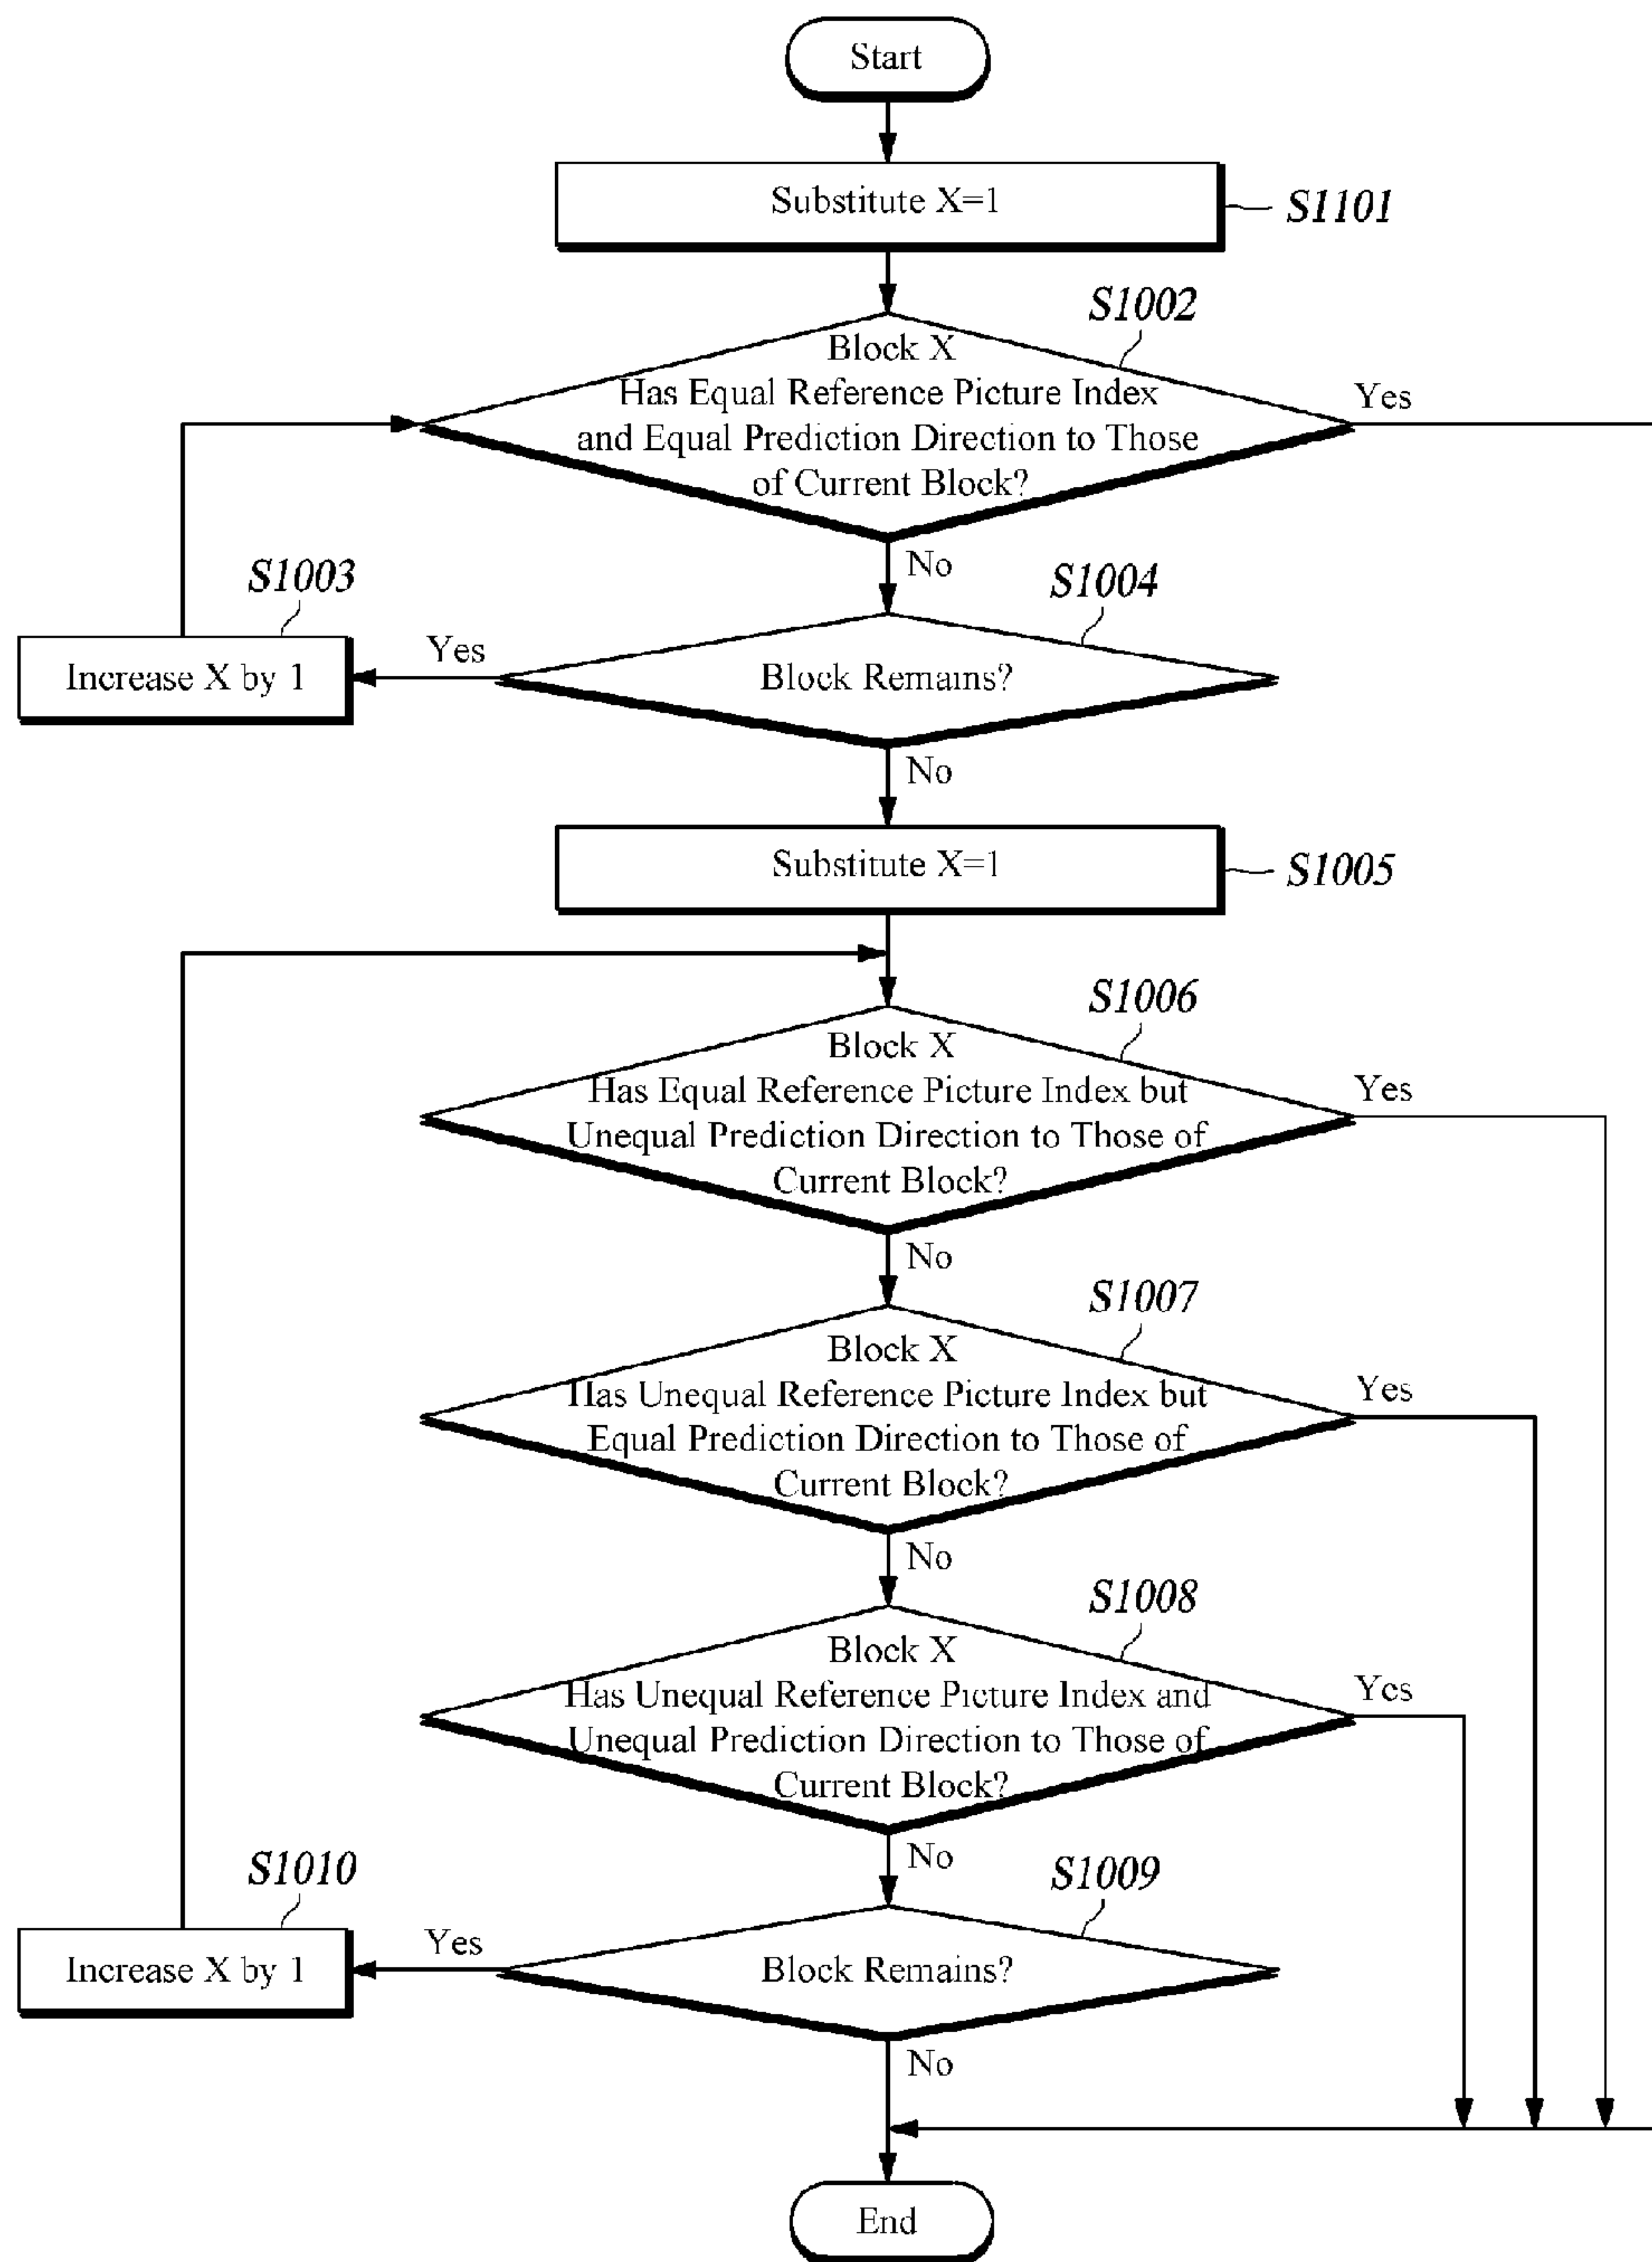 Start
Substitute X=1
S1101
S1002
Block X
Has Equal Reference Picture Index
and Equal Prediction Direction to Those
of Current Block?
Yes
No
S1003
S1004
Increase X by 1
Yes
Block Remains?
No
Substitute X=1
S1005
S1006
Block X
Has Equal Reference Picture Index but
Unequal Prediction Direction to Those of
Current Block?
Yes
No
S1007
Block X
Has Unequal Reference Picture Index but
Equal Prediction Direction to Those of
Current Block?
Yes
No
S1008
Block X
Has Unequal Reference Picture Index and
Unequal Prediction Direction to Those of
Current Block?
Yes
No
S1010
S1009
Increase X by 1
Yes
Block Remains?
No
End